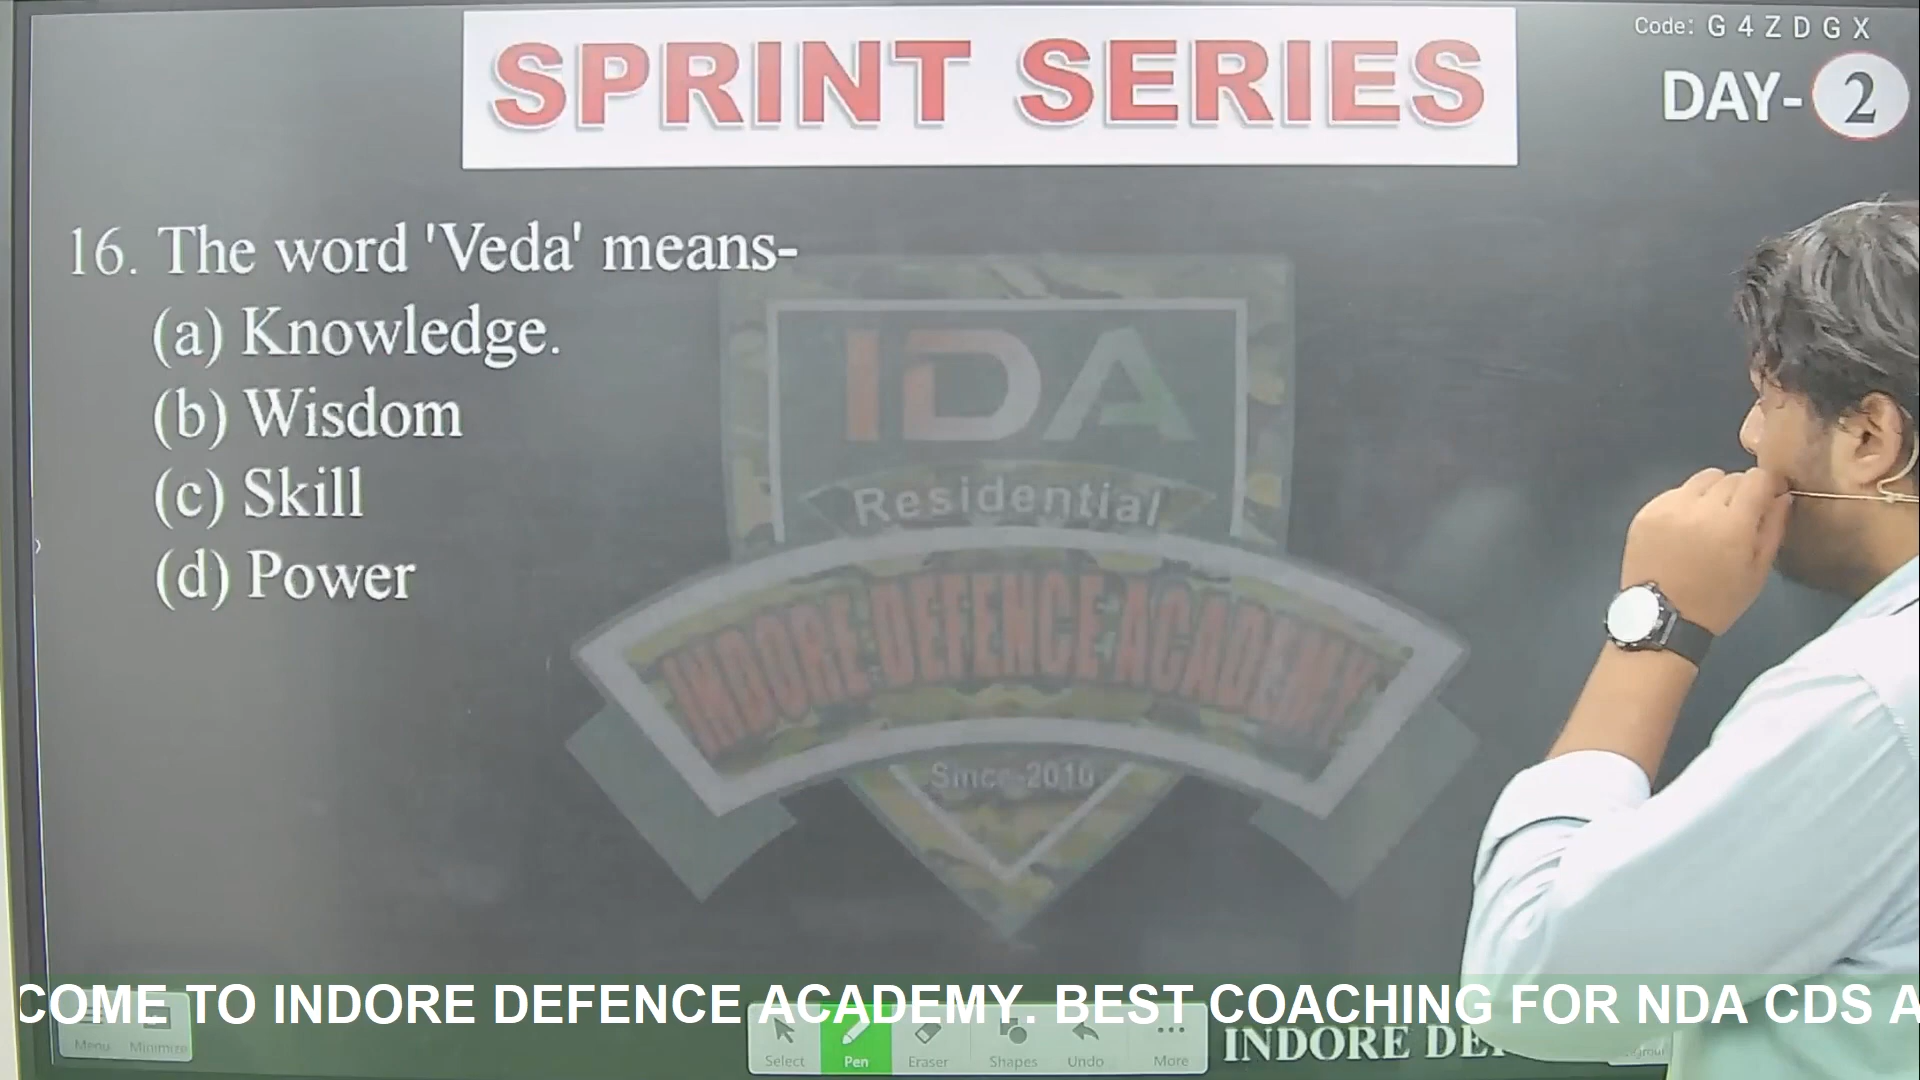 Code: G 4 Z D G X
SPRINT SERIES
DAY- 2
16. The word 'Veda' means-
(a) Knowledge.
(b) Wisdom
(c) Skill
(d) Power
IDA
Residential
INDORE DEFENCE ACADEMY
Since-2010
COME TO INDORE DEFENCE ACADEMY. BEST COACHING FOR NDA CDS A
INDORE DE
Menu Minimize Select Pen Eraser Shapes Undo More